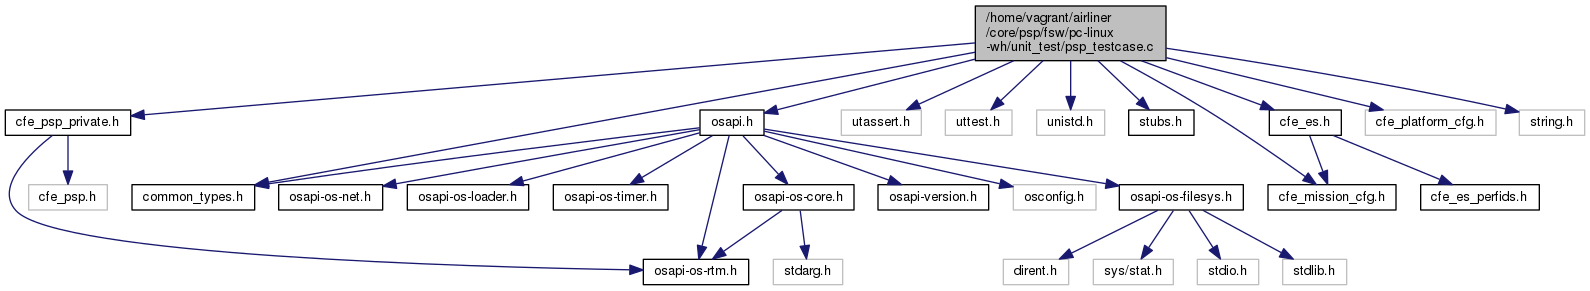 /home/vagrant/airliner
/core/psp/fsw/pc-linux
-wh/unit_test/psp_testcase.c
cfe_psp_private.h
osapi.h
utassert.h
uttest.h
unistd.h
stubs.h
cfe_es.h
cfe_platform_cfg.h
string.h
cfe_psp.h
common_types.h
osapi-os-net.h
osapi-os-loader.h
osapi-os-timer.h
osapi-os-core.h
osapi-version.h
osconfig.h
osapi-os-filesys.h
cfe_mission_cfg.h
cfe_es_perfids.h
osapi-os-rtm.h
stdarg.h
dirent.h
sys/stat.h
stdio.h
stdlib.h